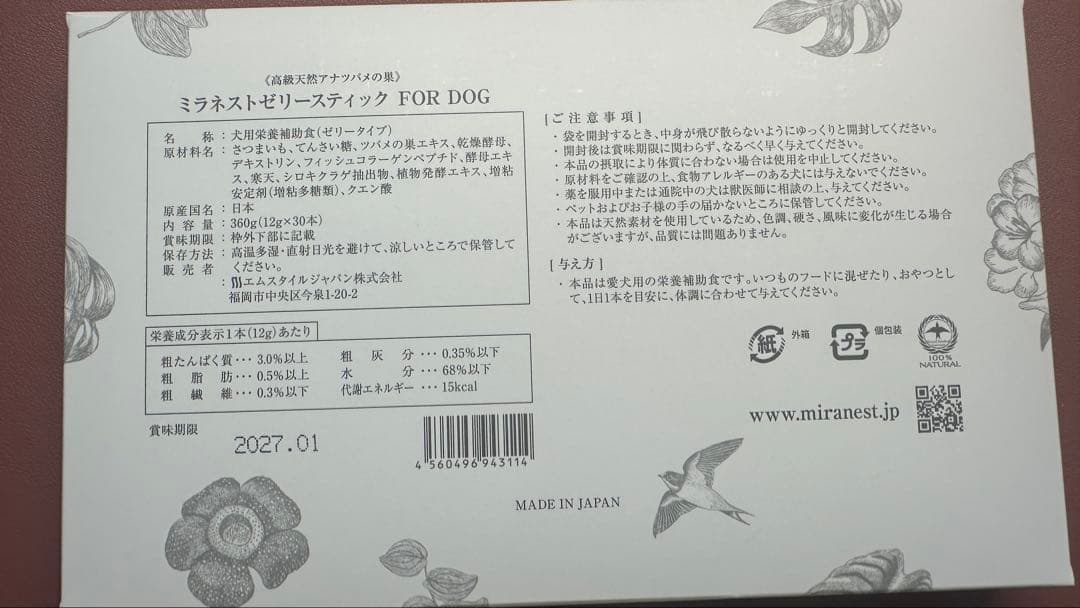 《高級天然アナツバメの巣》
ミラネストゼリースティック FOR DOG
名　　称：犬用栄養補助食(ゼリータイプ)
原材料名：さつまいも、てんさい糖、ツバメの巣エキス、乾燥酵母、
デキストリン、フィッシュコラーゲンペプチド、酵母エキ
ス、寒天、シロキクラゲ抽出物、植物発酵エキス、増粘
安定剤(増粘多糖類)、クエン酸
原産国名：日本
内 容 量：360g(12g×30本)
賞味期限：枠外下部に記載
保存方法：高温多湿・直射日光を避けて、涼しいところで保管して
ください。
販 売 者：エムスタイルジャパン株式会社
福岡市中央区今泉1-20-2
栄養成分表示1本(12g)あたり
粗たんぱく質･･･3.0%以上
粗　脂　肪･･･0.5%以上
粗　繊　維･･･0.3%以下
粗　灰　分･･･0.35%以下
水　　　分･･･68%以下
代謝エネルギー･･･15kcal
賞味期限
2027.01
4560496943114
[ご注意事項]
・袋を開封するとき、中身が飛び散らないようにゆっくりと開封してください。
・開封後は賞味期限に関わらず、なるべく早く与えてください。
・本品の摂取により体質に合わない場合は使用を中止してください。
・原材料をご確認の上、食物アレルギーのある犬には与えないでください。
・薬を服用中または通院中の犬は獣医師に相談の上、与えてください。
・ペットおよびお子様の手の届かないところに保管してください。
・本品は天然素材を使用しているため、色調、硬さ、風味に変化が生じる場合
がございますが、品質には問題ありません。
[与え方]
・本品は愛犬用の栄養補助食です。いつものフードに混ぜたり、おやつとし
て、1日1本を目安に、体調に合わせて与えてください。
紙 外箱
プラ 個包装
100%
NATURAL
www.miranest.jp
MADE IN JAPAN